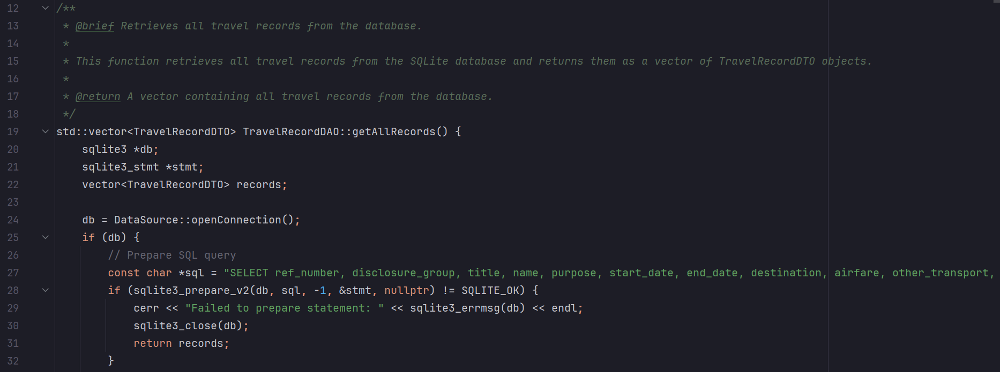 12 /**
13 * @brief Retrieves all travel records from the database.
14 *
15 * This function retrieves all travel records from the SQLite database and returns them as a vector of TravelRecordDTO objects.
16 *
17 * @return A vector containing all travel records from the database.
18 */
19 std::vector<TravelRecordDTO> TravelRecordDAO::getAllRecords() {
20 sqlite3 *db;
21 sqlite3_stmt *stmt;
22 vector<TravelRecordDTO> records;
23
24 db = DataSource::openConnection();
25 if (db) {
26 // Prepare SQL query
27 const char *sql = "SELECT ref_number, disclosure_group, title, name, purpose, start_date, end_date, destination, airfare, other_transport,
28 if (sqlite3_prepare_v2(db, sql, -1, &stmt, nullptr) != SQLITE_OK) {
29 cerr << "Failed to prepare statement: " << sqlite3_errmsg(db) << endl;
30 sqlite3_close(db);
31 return records;
32 }